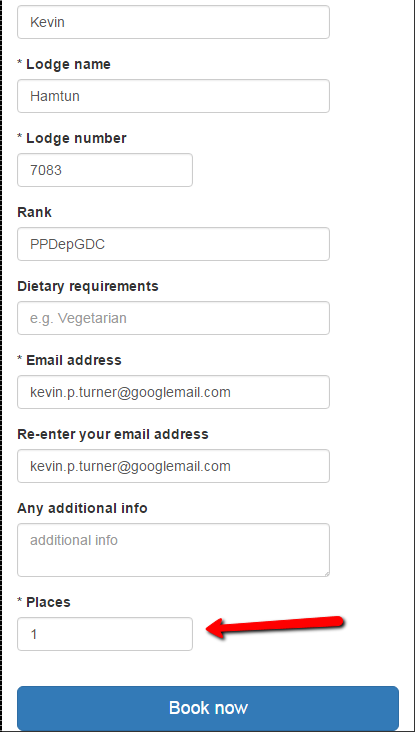 Kevin
* Lodge name
Hamtun
* Lodge number
7083
Rank
PPDepGDC
Dietary requirements
e.g. Vegetarian
* Email address
kevin.p.turner@googlemail.com
Re-enter your email address
kevin.p.turner@googlemail.com
Any additional info
additional info
* Places
1
Book now